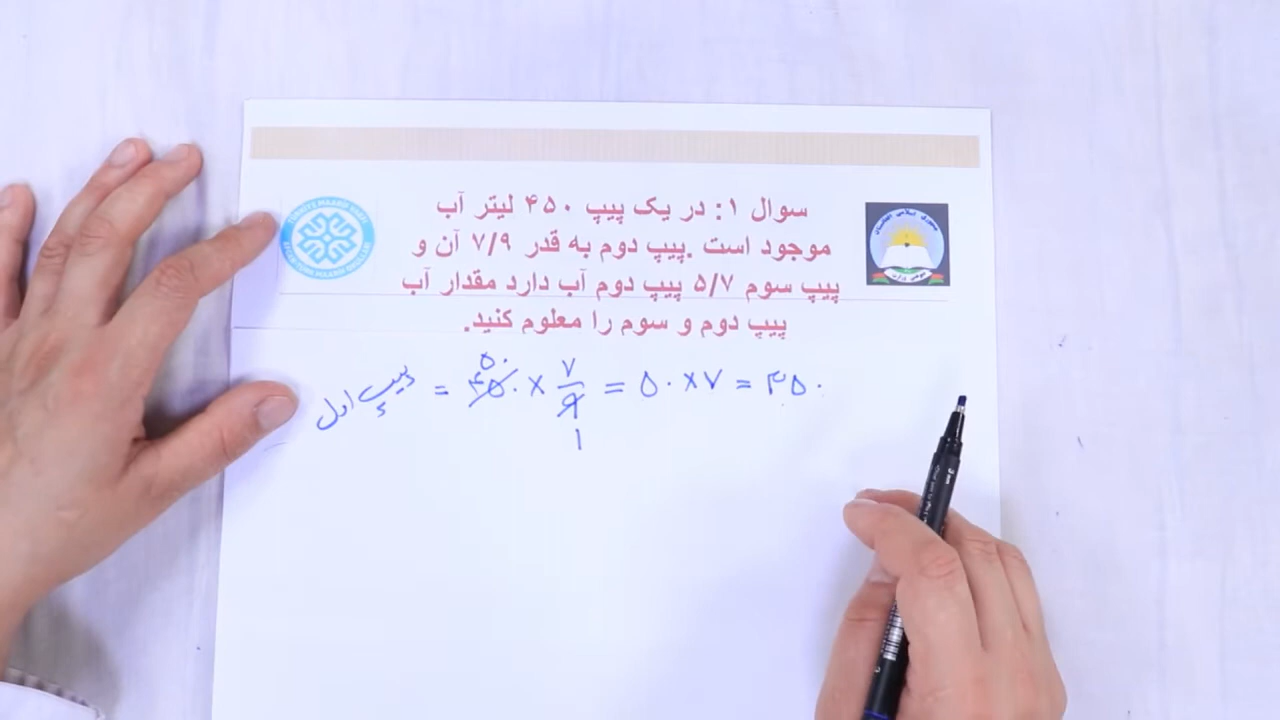 سوال ۱: در یک پیپ ۴۵۰ لیتر آب
موجود است .پیپ دوم به قدر ۷/۹ آن و
پیپ سوم ۵/۷ پیپ دوم آب دارد مقدار آب
پیپ دوم و سوم را معلوم کنید.
پیپ اول = ۴۵۰ × ۷/۹ = ۵۰ × ۷ = ۳۵۰
۵۰
۱